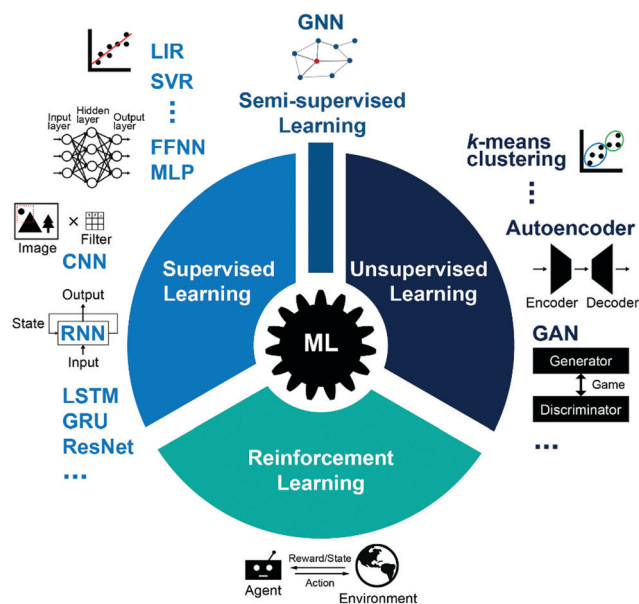 GNN
Semi-supervised
Learning
LIR
SVR
⋮
Input
layer
Hidden
layer
Output
layer
FFNN
MLP
Image
×
Filter
CNN
Output
State
RNN
Input
LSTM
GRU
ResNet
...
Supervised
Learning
Unsupervised
Learning
ML
Reinforcement
Learning
k-means
clustering
⋮
Autoencoder
Encoder
Decoder
GAN
Generator
Game
Discriminator
...
Reward/State
Action
Agent
Environment